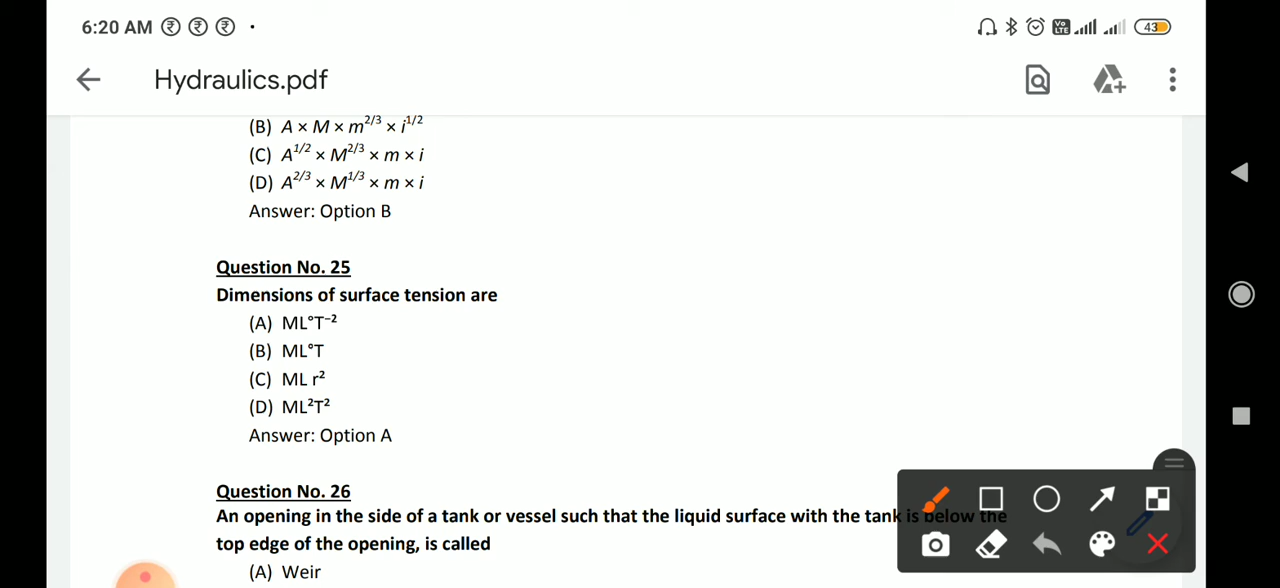 6:20 AM
Vo LTE
43
Hydraulics.pdf
(B) A × M × m^2/3 × i^1/2
(C) A^1/2 × M^2/3 × m × i
(D) A^2/3 × M^1/3 × m × i
Answer: Option B
Question No. 25
Dimensions of surface tension are
(A) ML°T⁻²
(B) ML°T
(C) ML r²
(D) ML²T²
Answer: Option A
Question No. 26
An opening in the side of a tank or vessel such that the liquid surface with the tank is below the
top edge of the opening, is called
(A) Weir